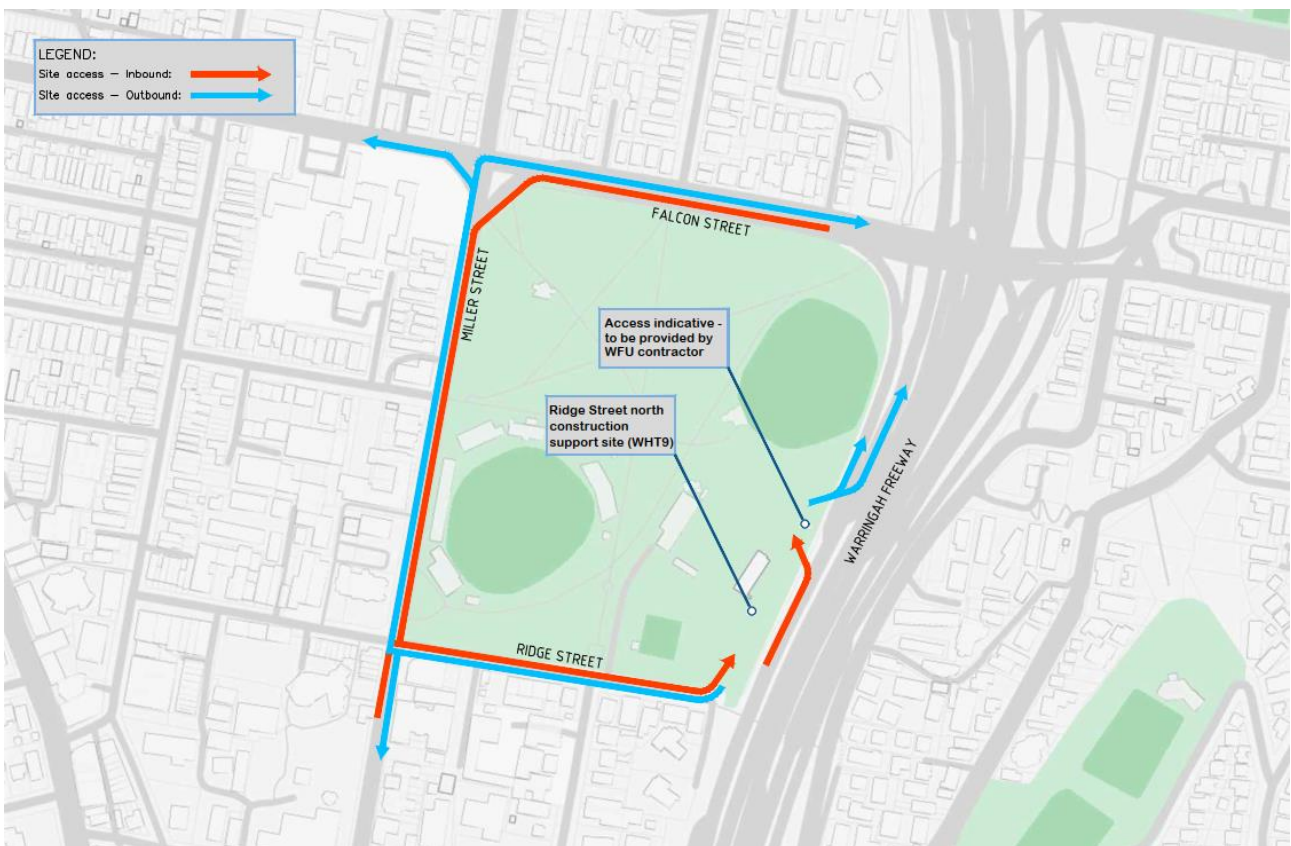 LEGEND:
Site access – Inbound:
SIte access – Outbound:
FALCON STREET
MILLER STREET
Access indicative -
to be provided by
WFU contractor
Ridge Street north
construction
support site (WHT9)
WARRINGAH FREEWAY
RIDGE STREET